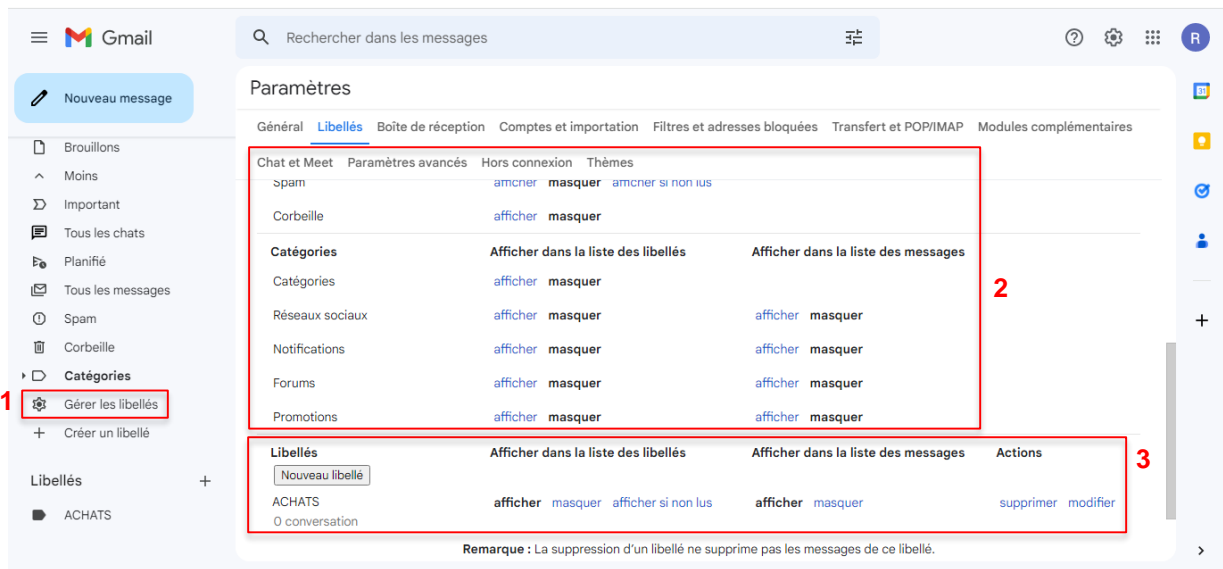 Gmail
Rechercher dans les messages
R
Nouveau message
Paramètres
31
Général Libellés Boîte de réception Comptes et importation Filtres et adresses bloquées Transfert et POP/IMAP Modules complémentaires
Brouillons
Chat et Meet Paramètres avancés Hors connexion Thèmes
Moins
Spam afficher masquer afficher si non lus
Important
Corbeille afficher masquer
Tous les chats
Catégories Afficher dans la liste des libellés Afficher dans la liste des messages
Planifié
Catégories afficher masquer
Tous les messages
2
Réseaux sociaux afficher masquer afficher masquer
Spam
Notifications afficher masquer afficher masquer
Corbeille
Catégories
Forums afficher masquer afficher masquer
1
Gérer les libellés
Promotions afficher masquer afficher masquer
Créer un libellé
Libellés Afficher dans la liste des libellés Afficher dans la liste des messages Actions
3
Nouveau libellé
Libellés
ACHATS afficher masquer afficher si non lus afficher masquer supprimer modifier
ACHATS
0 conversation
Remarque : La suppression d'un libellé ne supprime pas les messages de ce libellé.